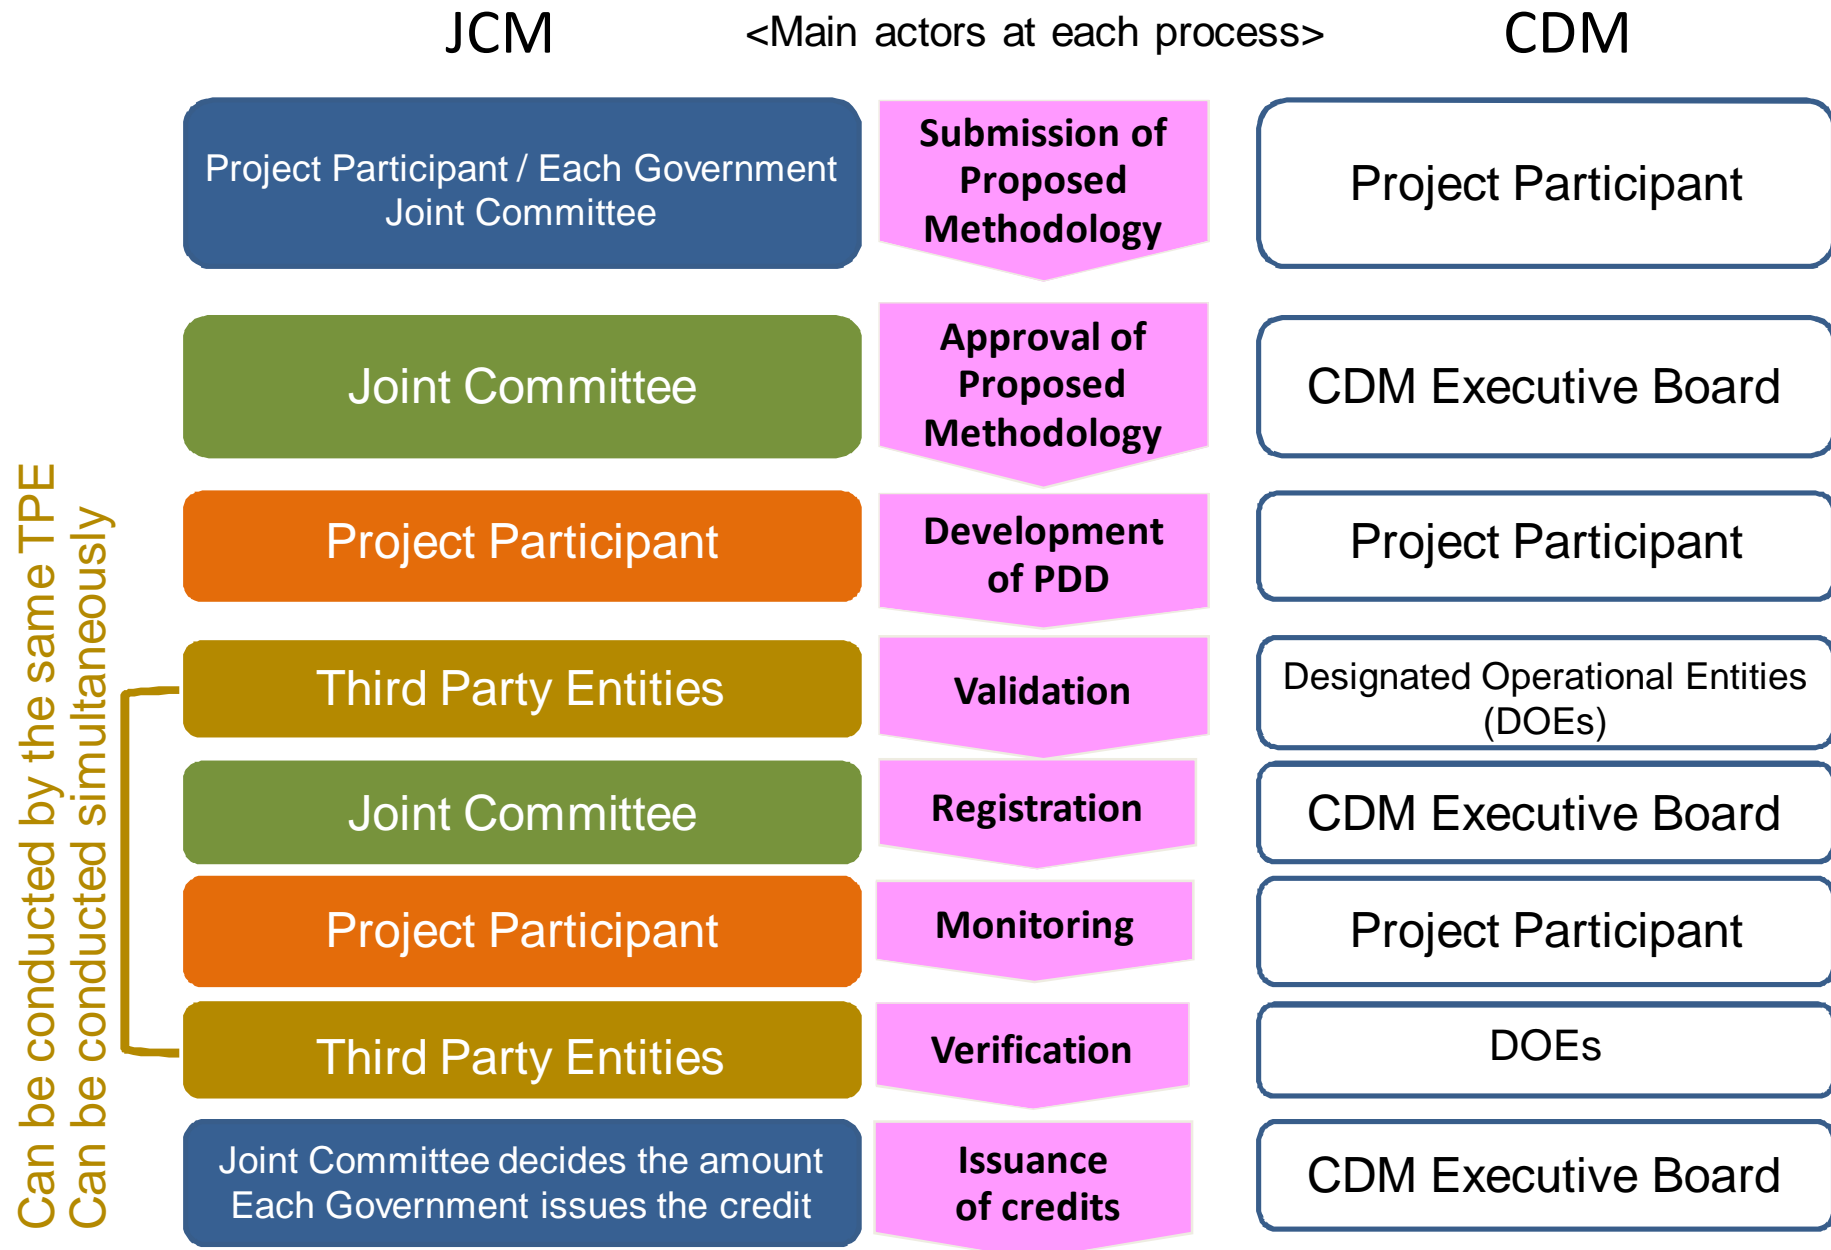 JCM
<Main actors at each process>
CDM
Project Participant / Each Government
Joint Committee
Submission of
Proposed
Methodology
Project Participant
Joint Committee
Approval of
Proposed
Methodology
CDM Executive Board
Project Participant
Development
of PDD
Project Participant
Third Party Entities
Validation
Designated Operational Entities
(DOEs)
Joint Committee
Registration
CDM Executive Board
Project Participant
Monitoring
Project Participant
Third Party Entities
Verification
DOEs
Joint Committee decides the amount
Each Government issues the credit
Issuance
of credits
CDM Executive Board
Can be conducted by the same TPE
Can be conducted simultaneously